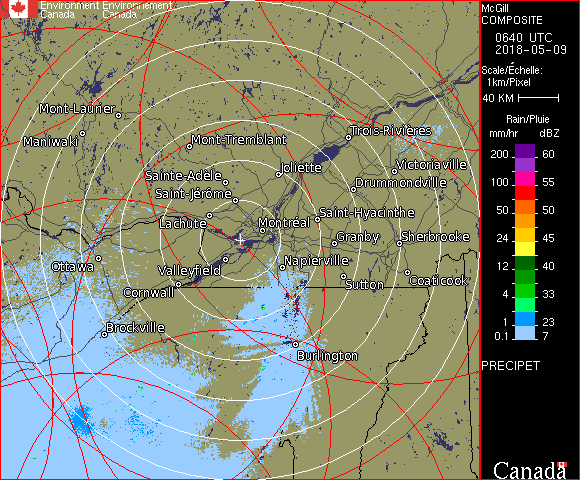 Environment Environnement
Canada Canada
McGill
COMPOSITE
0640 UTC
2018-05-09
Scale/Échelle:
1km/Pixel
40 KM
Rain/Pluie
mm/hr dBZ
200 60
100 55
50 50
24 45
12 40
4 33
1 23
0.1 7
PRECIPET
Canada
Mont-Laurier
Maniwaki
Trois-Rivières
Mont-Tremblant
Victoriaville
Joliette
Sainte-Adèle
Drummondville
Saint-Jérôme
Lachute
Saint-Hyacinthe
Montréal
Granby
Sherbrooke
Ottawa
Valleyfield
Napierville
Sutton
Coaticook
Cornwall
Brockville
Burlington